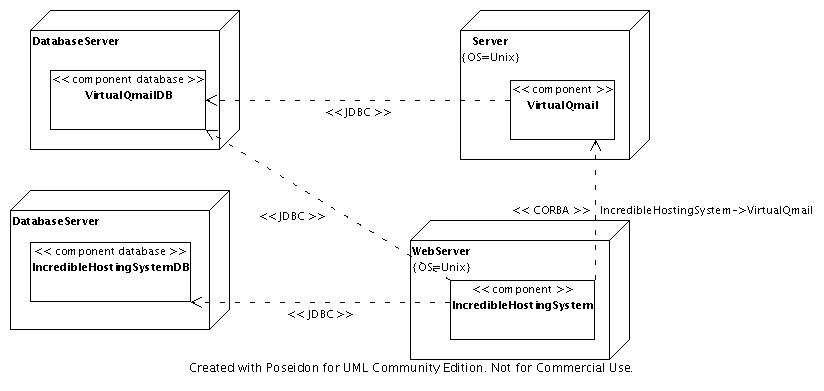 DatabaseServer
<< component database >>
VirtualQmailDB
Server
{OS=Unix}
<< component >>
VirtualQmail
<< JDBC >>
DatabaseServer
<< component database >>
IncredibleHostingSystemDB
<< JDBC >>
<< CORBA >> IncredibleHostingSystem->VirtualQmail
WebServer
{OS=Unix}
<< component >>
IncredibleHostingSystem
<< JDBC >>
Created with Poseidon for UML Community Edition. Not for Commercial Use.